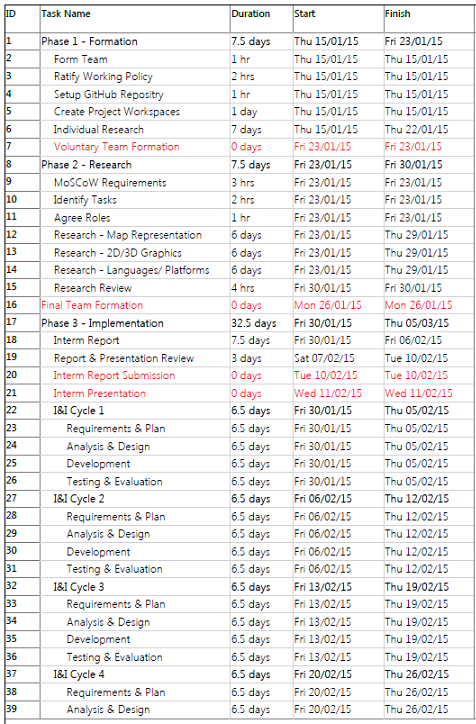 ID Task Name Duration Start Finish
1 Phase 1 - Formation 7.5 days Thu 15/01/15 Fri 23/01/15
2 Form Team 1 hr Thu 15/01/15 Thu 15/01/15
3 Ratify Working Policy 2 hrs Thu 15/01/15 Thu 15/01/15
4 Setup GitHub Repositry 1 hr Thu 15/01/15 Thu 15/01/15
5 Create Project Workspaces 1 day Thu 15/01/15 Thu 15/01/15
6 Individual Research 7 days Thu 15/01/15 Thu 22/01/15
7 Voluntary Team Formation 0 days Fri 23/01/15 Fri 23/01/15
8 Phase 2 - Research 7.5 days Fri 23/01/15 Fri 30/01/15
9 MoSCoW Requirements 3 hrs Fri 23/01/15 Fri 23/01/15
10 Identify Tasks 2 hrs Fri 23/01/15 Fri 23/01/15
11 Agree Roles 1 hr Fri 23/01/15 Fri 23/01/15
12 Research - Map Representation 6 days Fri 23/01/15 Thu 29/01/15
13 Research - 2D/3D Graphics 6 days Fri 23/01/15 Thu 29/01/15
14 Research - Languages/ Platforms 6 days Fri 23/01/15 Thu 29/01/15
15 Research Review 4 hrs Fri 30/01/15 Fri 30/01/15
16 Final Team Formation 0 days Mon 26/01/15 Mon 26/01/15
17 Phase 3 - Implementation 32.5 days Fri 30/01/15 Thu 05/03/15
18 Interm Report 7.5 days Fri 30/01/15 Fri 06/02/15
19 Report & Presentation Review 3 days Sat 07/02/15 Tue 10/02/15
20 Interm Report Submission 0 days Tue 10/02/15 Tue 10/02/15
21 Interm Presentation 0 days Wed 11/02/15 Wed 11/02/15
22 I&I Cycle 1 6.5 days Fri 30/01/15 Thu 05/02/15
23 Requirements & Plan 6.5 days Fri 30/01/15 Thu 05/02/15
24 Analysis & Design 6.5 days Fri 30/01/15 Thu 05/02/15
25 Development 6.5 days Fri 30/01/15 Thu 05/02/15
26 Testing & Evaluation 6.5 days Fri 30/01/15 Thu 05/02/15
27 I&I Cycle 2 6.5 days Fri 06/02/15 Thu 12/02/15
28 Requirements & Plan 6.5 days Fri 06/02/15 Thu 12/02/15
29 Analysis & Design 6.5 days Fri 06/02/15 Thu 12/02/15
30 Development 6.5 days Fri 06/02/15 Thu 12/02/15
31 Testing & Evaluation 6.5 days Fri 06/02/15 Thu 12/02/15
32 I&I Cycle 3 6.5 days Fri 13/02/15 Thu 19/02/15
33 Requirements & Plan 6.5 days Fri 13/02/15 Thu 19/02/15
34 Analysis & Design 6.5 days Fri 13/02/15 Thu 19/02/15
35 Development 6.5 days Fri 13/02/15 Thu 19/02/15
36 Testing & Evaluation 6.5 days Fri 13/02/15 Thu 19/02/15
37 I&I Cycle 4 6.5 days Fri 20/02/15 Thu 26/02/15
38 Requirements & Plan 6.5 days Fri 20/02/15 Thu 26/02/15
39 Analysis & Design 6.5 days Fri 20/02/15 Thu 26/02/15